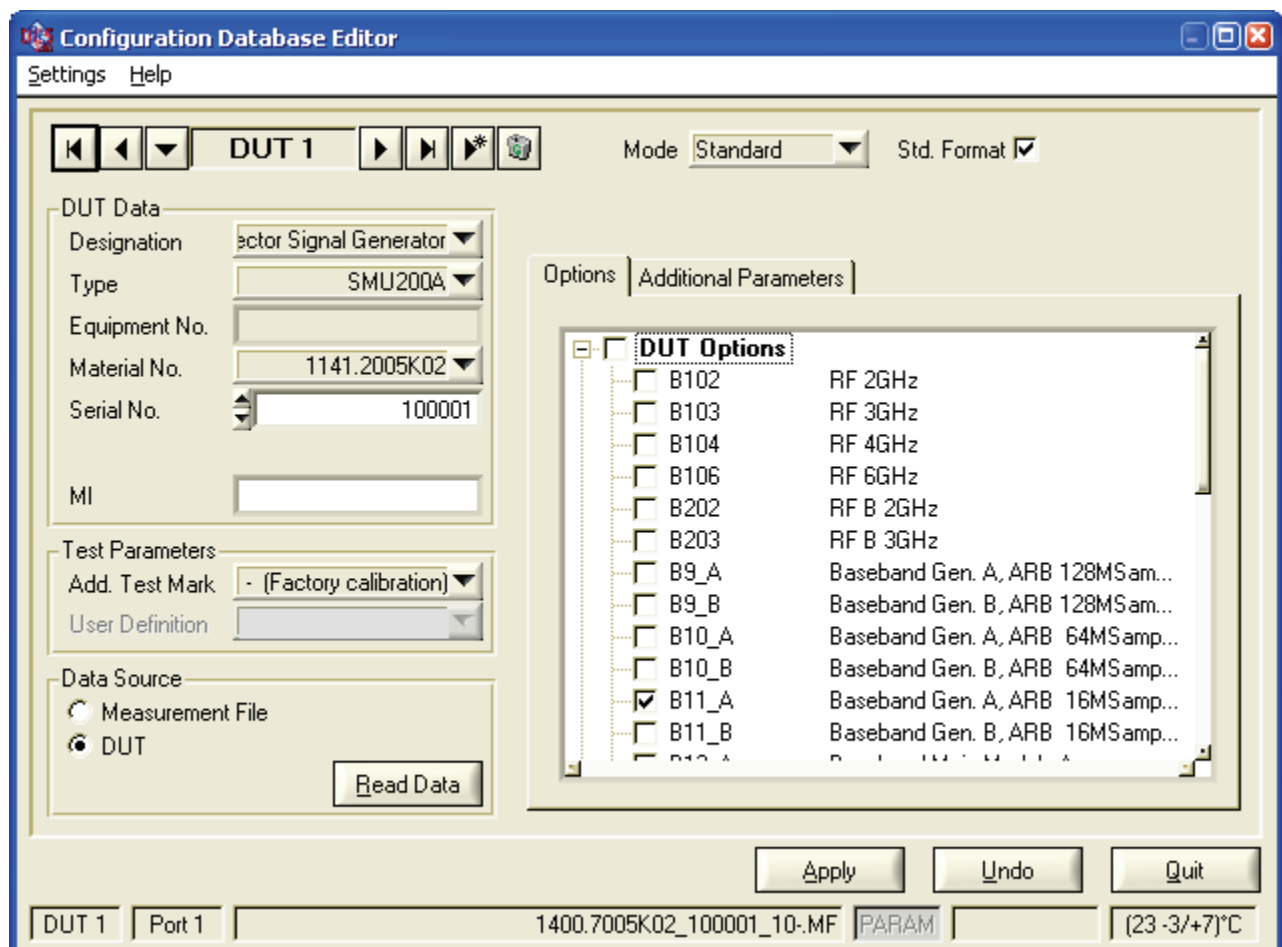 Configuration Database Editor
Settings Help
DUT 1 Mode Standard Std. Format
DUT Data
Designation ector Signal Generator
Type SMU200A
Equipment No.
Material No. 1141.2005K02
Serial No. 100001
MI
Test Parameters
Add. Test Mark - (Factory calibration)
User Definition
Data Source
Measurement File
DUT
Read Data
Options Additional Parameters
DUT Options
B102 RF 2GHz
B103 RF 3GHz
B104 RF 4GHz
B106 RF 6GHz
B202 RF B 2GHz
B203 RF B 3GHz
B9_A Baseband Gen. A, ARB 128MSam...
B9_B Baseband Gen. B, ARB 128MSam...
B10_A Baseband Gen. A, ARB 64MSamp...
B10_B Baseband Gen. B, ARB 64MSamp...
B11_A Baseband Gen. A, ARB 16MSamp...
B11_B Baseband Gen. B, ARB 16MSamp...
Apply Undo Quit
DUT 1 Port 1 1400.7005K02_100001_10-.MF PARAM (23 -3/+7)°C